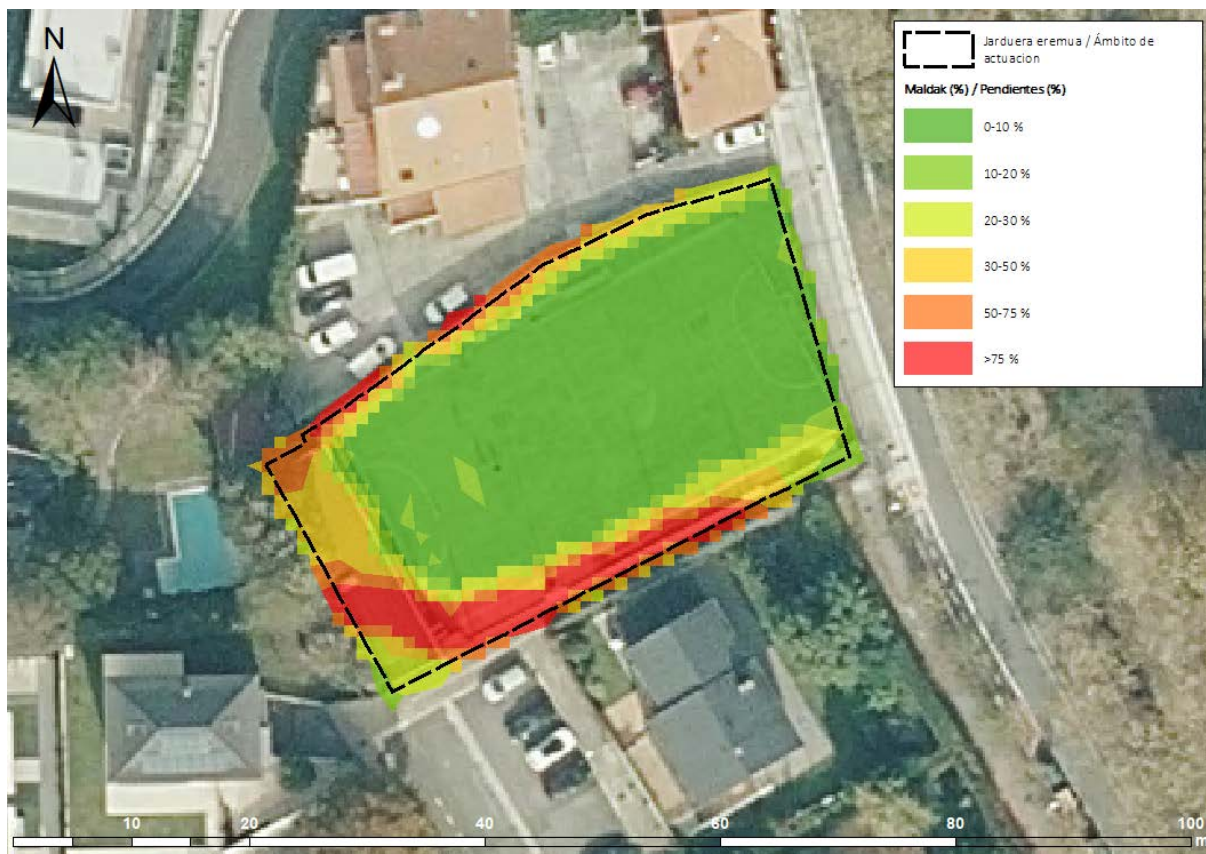 N
Jarduera eremua / Ámbito de
actuacion
Maldak (%) / Pendientes (%)
0-10 %
10-20 %
20-30 %
30-50 %
50-75 %
>75 %
10 20 40 60 80 100
m